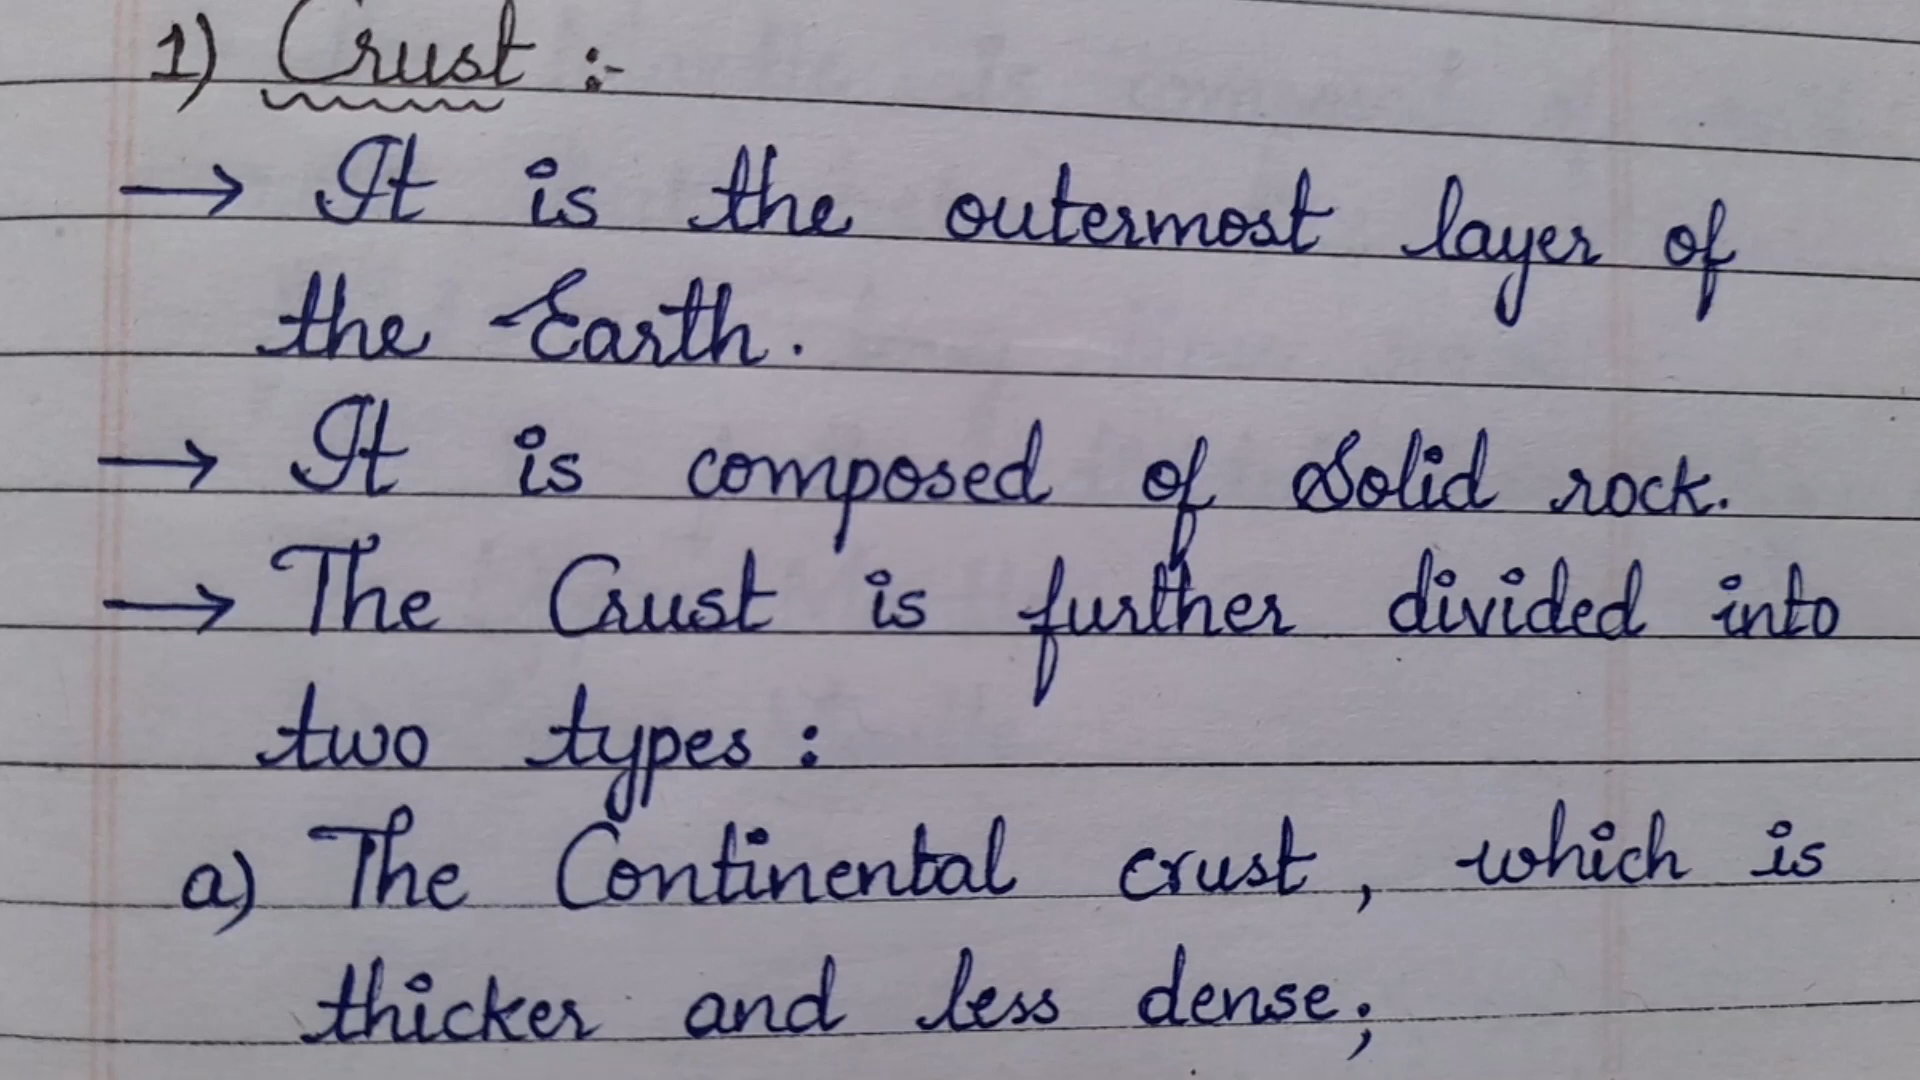 1) Crust :-
→ It is the outermost layer of
the Earth.
→ It is composed of Solid rock.
→ The Crust is further divided into
two types :
a) The Continental crust, which is
thicker and less dense;